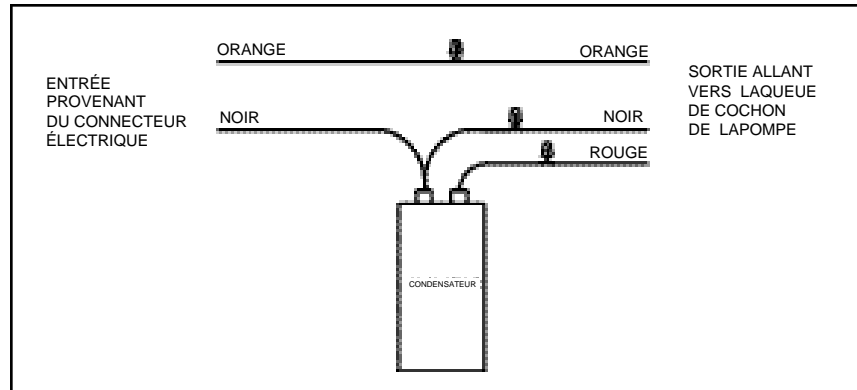 ORANGE
ORANGE
ENTRÉE
PROVENANT
DU CONNECTEUR
ÉLECTRIQUE
NOIR
NOIR
ROUGE
SORTIE ALLANT
VERS LAQUEUE
DE COCHON
DE LAPOMPE
CONDENSATEUR